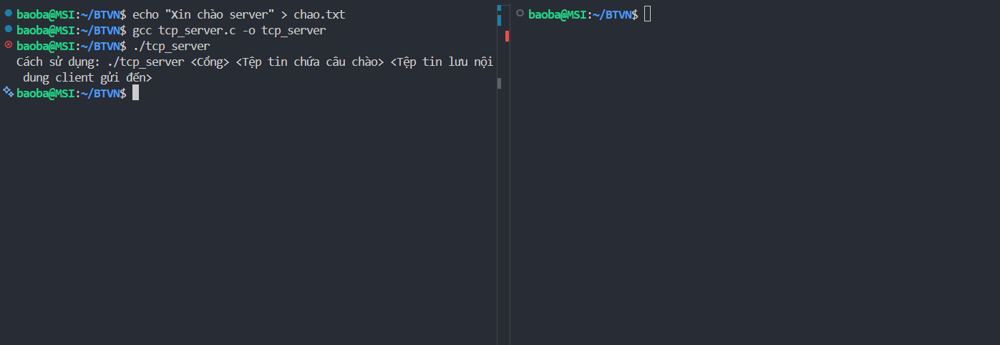 baoba@MSI:~/BTVN$ echo "Xin chào server" > chao.txt
baoba@MSI:~/BTVN$ gcc tcp_server.c -o tcp_server
baoba@MSI:~/BTVN$ ./tcp_server
Cách sử dụng: ./tcp_server <Cổng> <Tệp tin chứa câu chào> <Tệp tin lưu nội
dung client gửi đến>
baoba@MSI:~/BTVN$
baoba@MSI:~/BTVN$